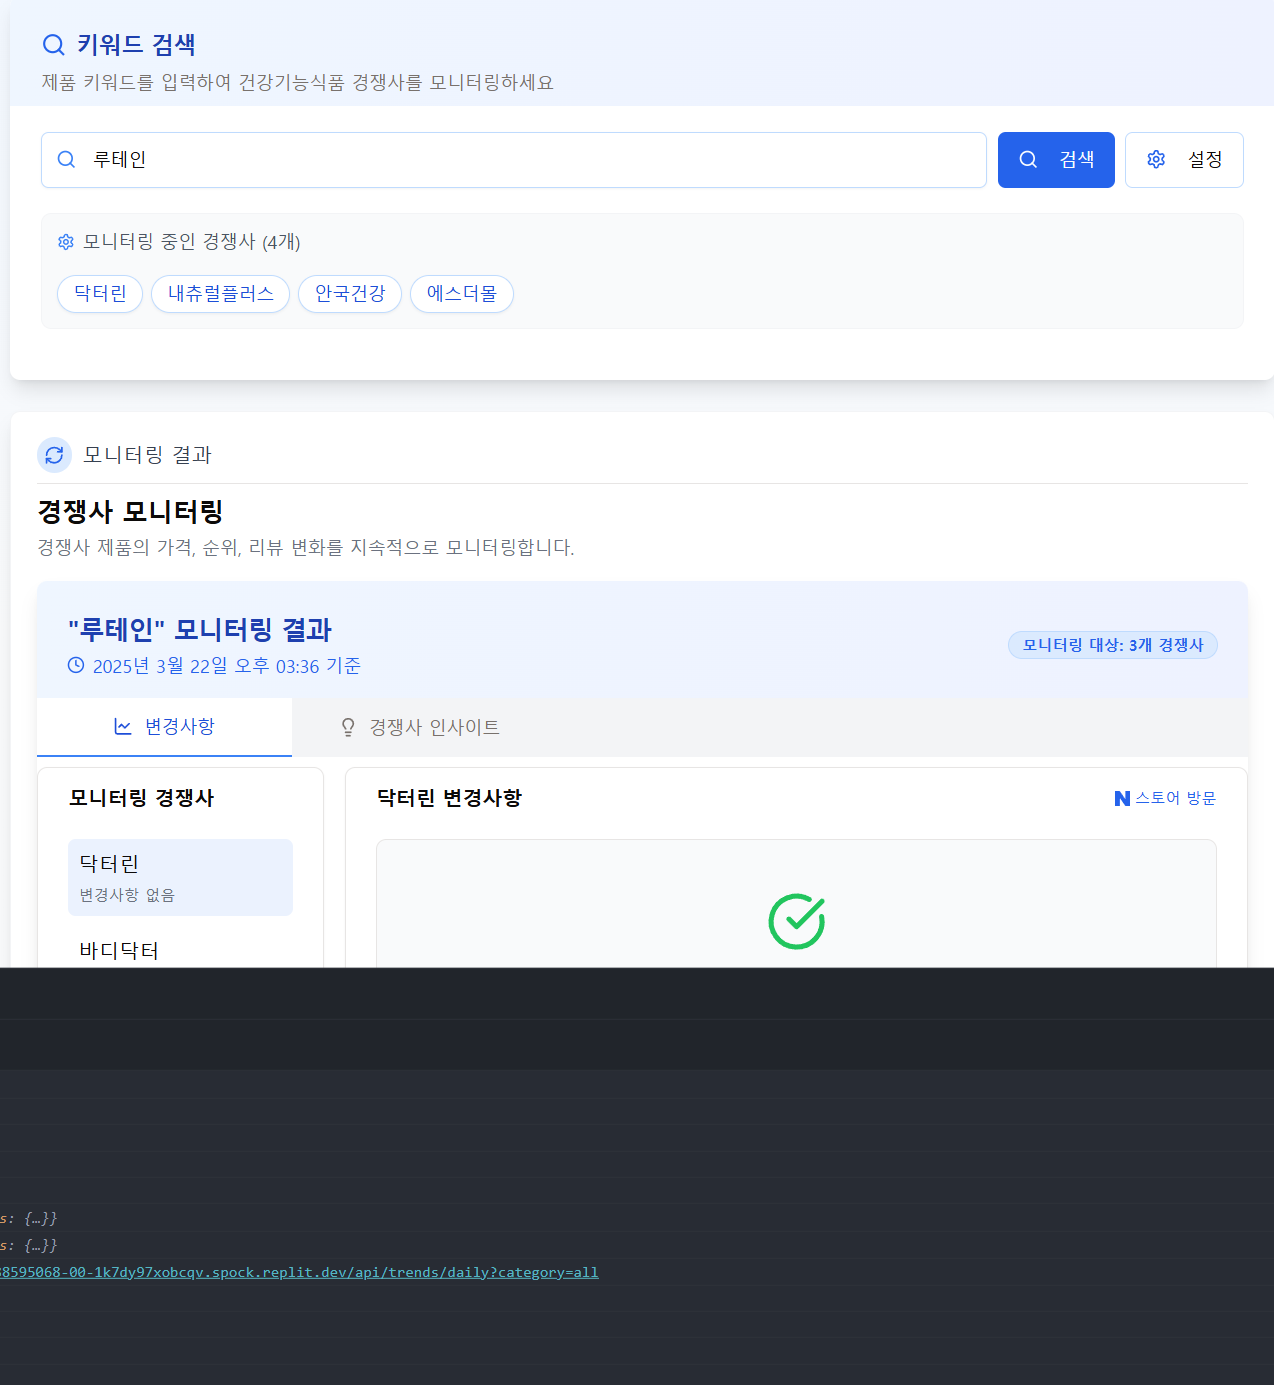 키워드 검색
제품 키워드를 입력하여 건강기능식품 경쟁사를 모니터링하세요
루테인
검색
설정
모니터링 중인 경쟁사 (4개)
닥터린 내츄럴플러스 안국건강 에스더몰
모니터링 결과
경쟁사 모니터링
경쟁사 제품의 가격, 순위, 리뷰 변화를 지속적으로 모니터링합니다.
"루테인" 모니터링 결과
2025년 3월 22일 오후 03:36 기준
모니터링 대상: 3개 경쟁사
변경사항
경쟁사 인사이트
모니터링 경쟁사
닥터린
변경사항 없음
바디닥터
닥터린 변경사항
N 스토어 방문
s: {…}}
s: {…}}
8595068-00-1k7dy97xobcqv.spock.replit.dev/api/trends/daily?category=all